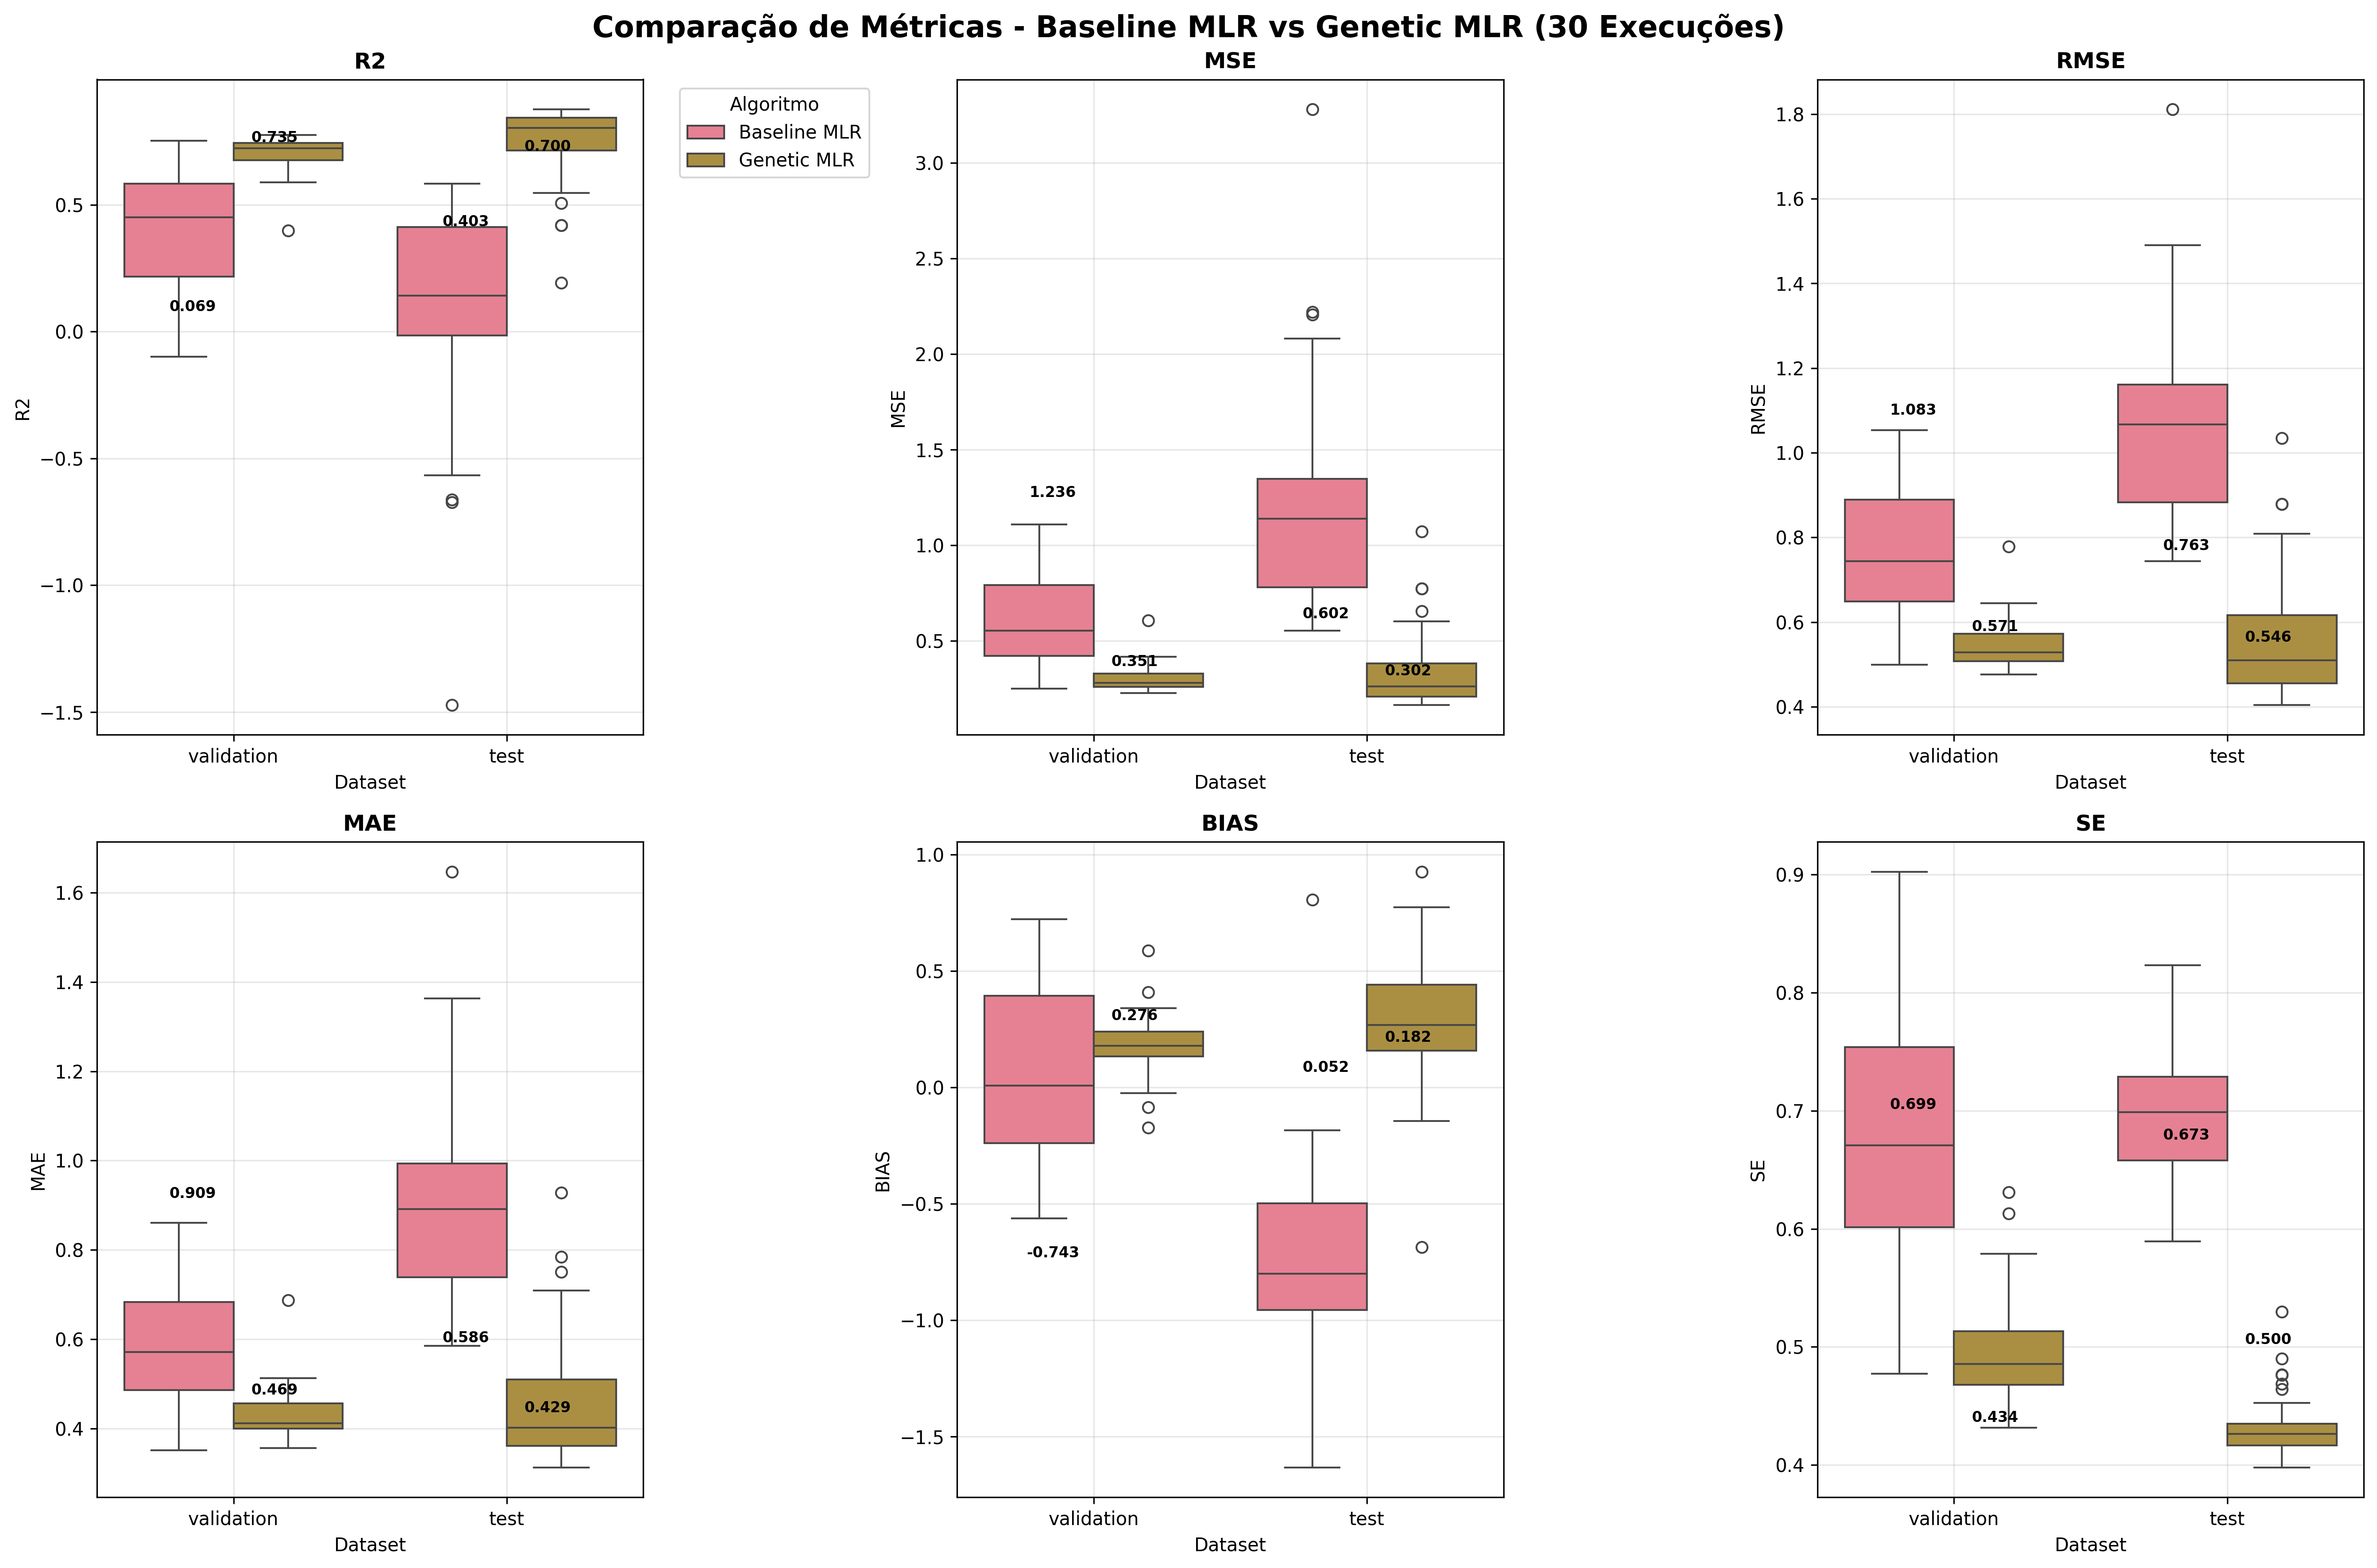 Comparação de Métricas - Baseline MLR vs Genetic MLR (30 Execuções)
R2
R2
0.5
0.0
−0.5
−1.0
−1.5
0.069
0.735
0.403
0.700
validation
test
Dataset
Algoritmo
Baseline MLR
Genetic MLR
MSE
MSE
3.0
2.5
2.0
1.5
1.0
0.5
1.236
0.351
0.602
0.302
validation
test
Dataset
RMSE
RMSE
1.8
1.6
1.4
1.2
1.0
0.8
0.6
0.4
1.083
0.571
0.763
0.546
validation
test
Dataset
MAE
MAE
1.6
1.4
1.2
1.0
0.8
0.6
0.4
0.909
0.469
0.586
0.429
validation
test
Dataset
BIAS
BIAS
1.0
0.5
0.0
−0.5
−1.0
−1.5
-0.743
0.276
0.052
0.182
validation
test
Dataset
SE
SE
0.9
0.8
0.7
0.6
0.5
0.4
0.699
0.434
0.673
0.500
validation
test
Dataset